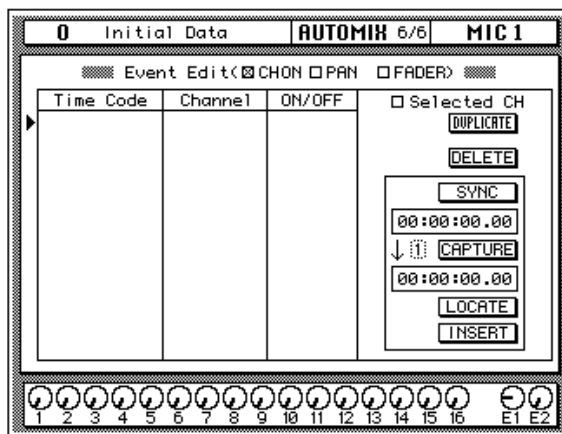 0 Initial Data AUTOMIX 6/6 MIC 1
Event Edit( CHON PAN FADER)
Time Code Channel ON/OFF Selected CH
DUPLICATE
DELETE
SYNC
00:00:00.00
↓ 1 CAPTURE
00:00:00.00
LOCATE
INSERT
1 2 3 4 5 6 7 8 9 10 11 12 13 14 15 16 E1 E2